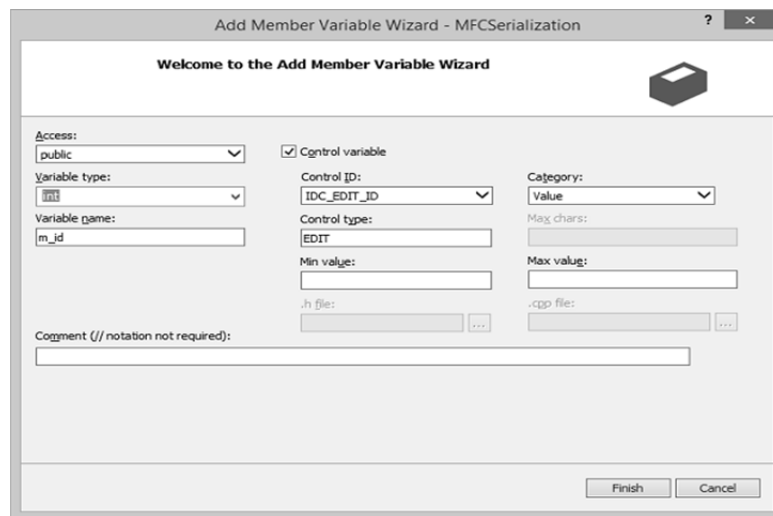 Add Member Variable Wizard - MFCSerialization
? ×
Welcome to the Add Member Variable Wizard
Access:
public
Control variable
Variable type:
int
Control ID:
IDC_EDIT_ID
Category:
Value
Variable name:
m_id
Control type:
EDIT
Max chars:
Min value:
Max value:
.h file:
...
.cpp file:
...
Comment (// notation not required):
Finish
Cancel